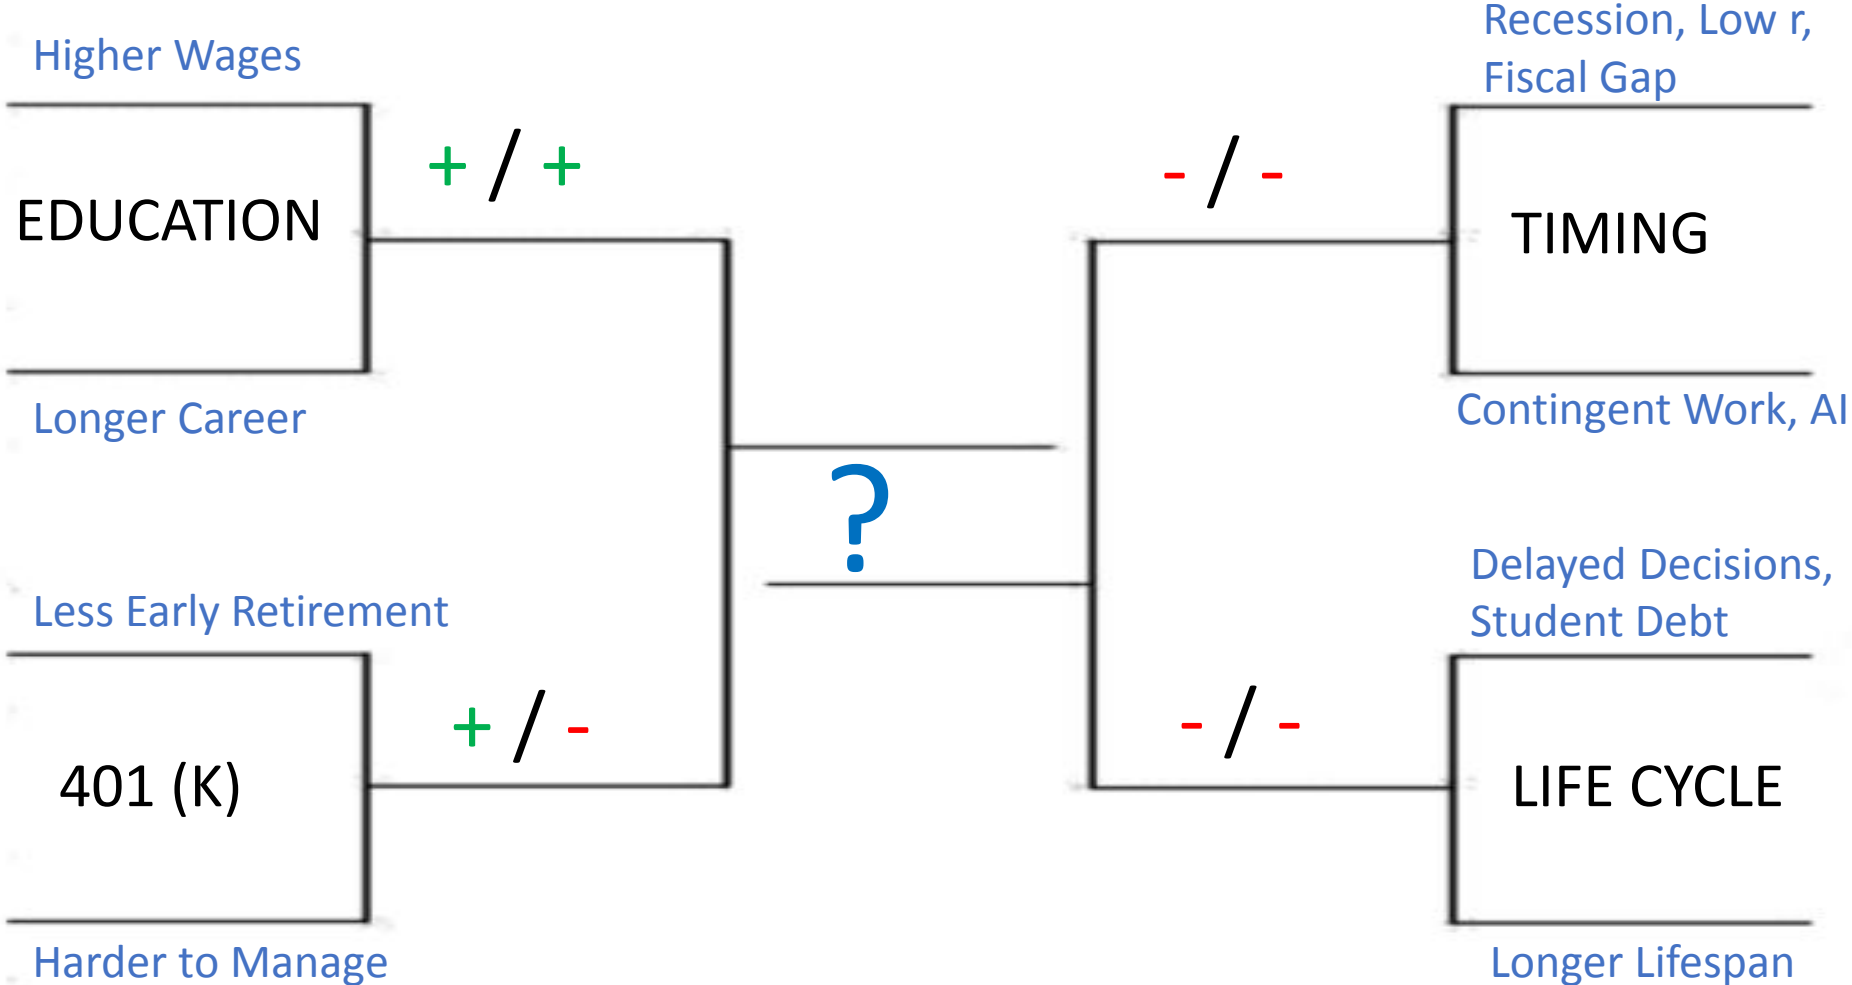 Higher Wages
EDUCATION
+ / +
Longer Career
Less Early Retirement
401 (K)
+ / -
Harder to Manage
?
Recession, Low r,
Fiscal Gap
- / -
TIMING
Contingent Work, AI
Delayed Decisions,
Student Debt
- / -
LIFE CYCLE
Longer Lifespan